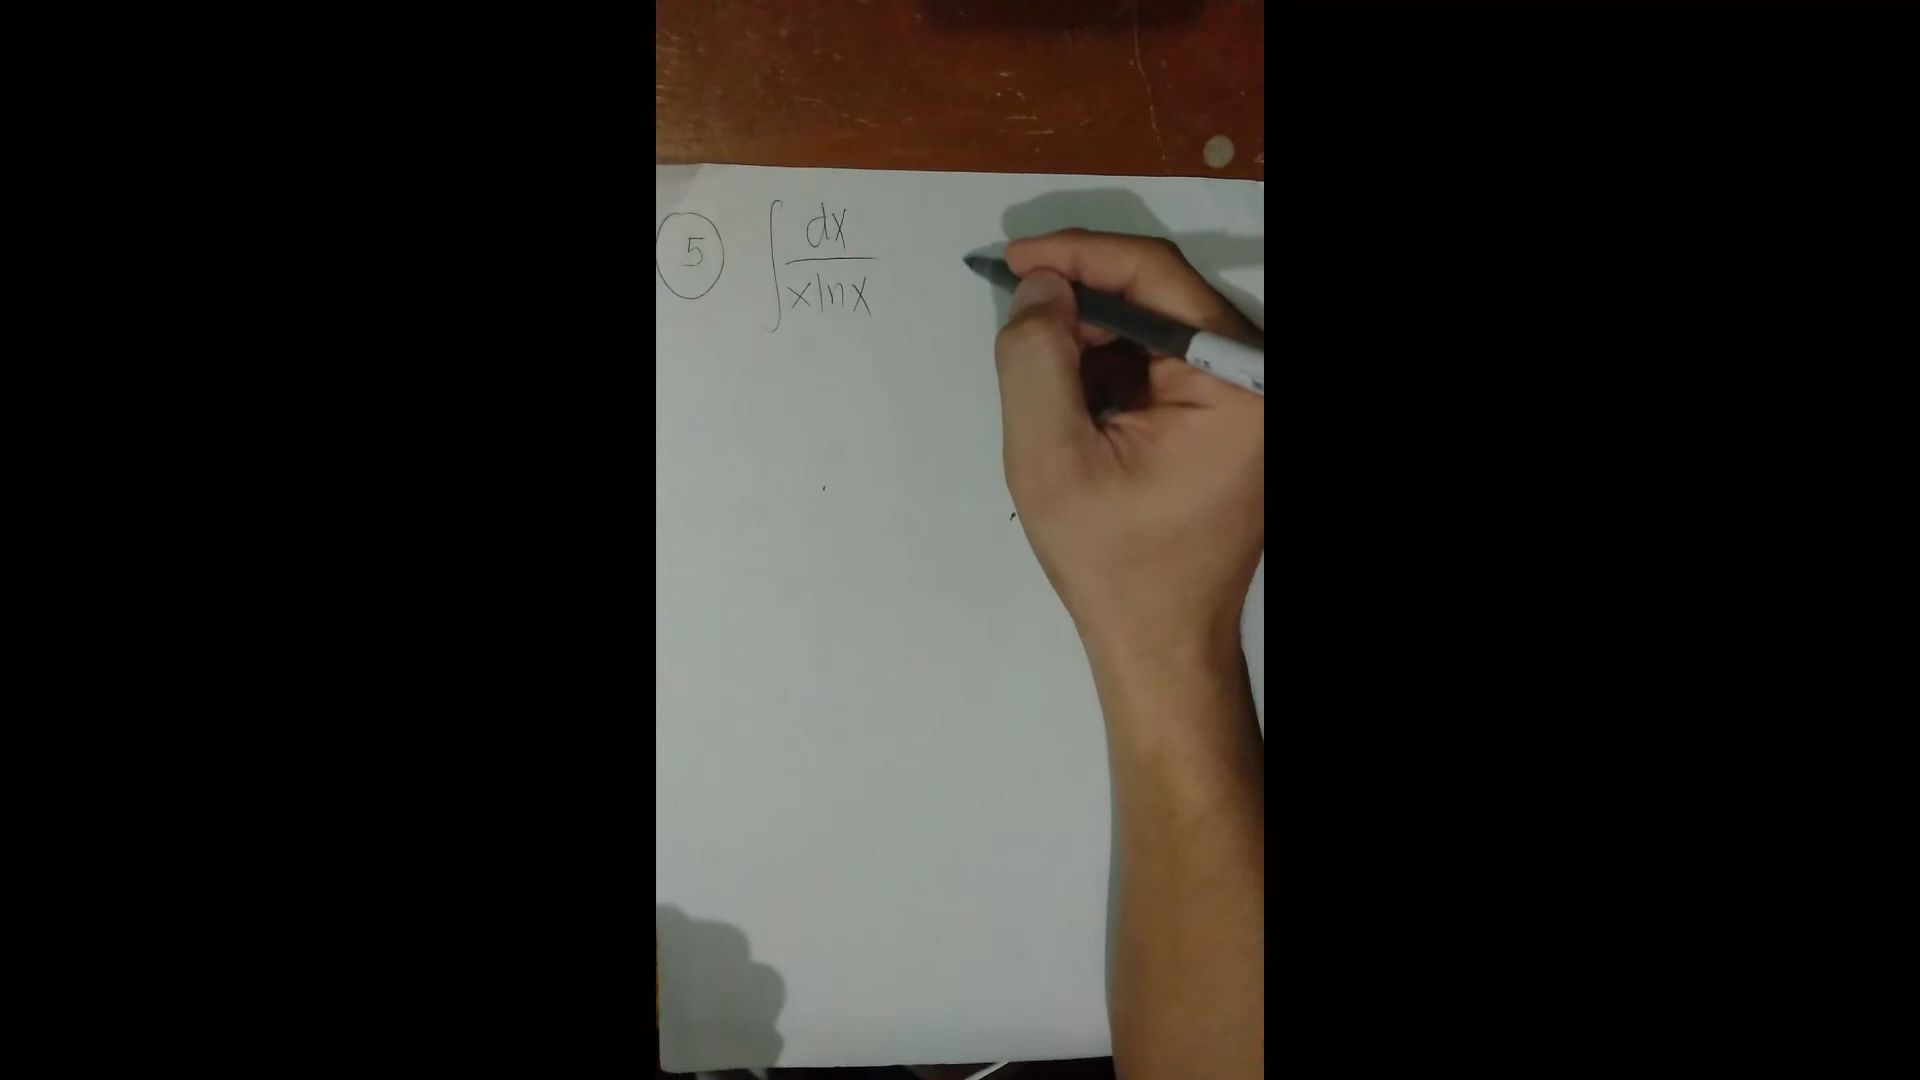 5 ∫ dx
x ln x